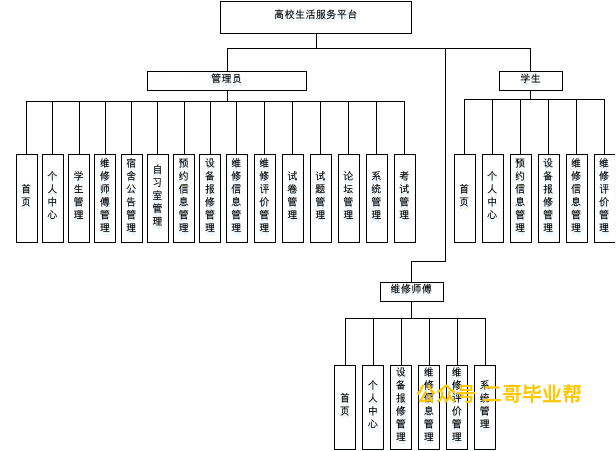 高校生活服务平台
管理员
学生
首页
个人中心
学生管理
维修师傅管理
宿舍公告管理
自习室管理
预约信息管理
设备报修管理
维修信息管理
维修评价管理
试卷管理
试题管理
论坛管理
系统管理
考试管理
首页
个人中心
预约信息管理
设备报修管理
维修信息管理
维修评价管理
维修师傅
首页
个人中心
设备报修管理
维修信息管理
维修评价管理
系统管理
公众号 二哥毕业帮